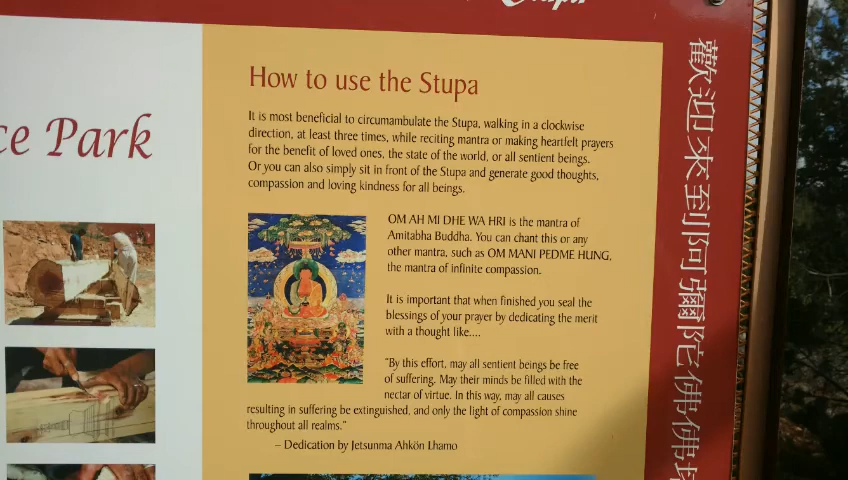 Park
How to use the Stupa
It is most beneficial to circumambulate the Stupa, walking in a clockwise
direction, at least three times, while reciting mantra or making heartfelt prayers
for the benefit of loved ones, the state of the world, or all sentient beings.
Or you can also simply sit in front of the Stupa and generate good thoughts,
compassion and loving kindness for all beings.
OM AH MI DHE WA HRI is the mantra of
Amitabha Buddha. You can chant this or any
other mantra, such as OM MANI PEDME HUNG,
the mantra of infinite compassion.
It is important that when finished you seal the
blessings of your prayer by dedicating the merit
with a thought like....
"By this effort, may all sentient beings be free
of suffering. May their minds be filled with the
nectar of virtue. In this way, may all causes
resulting in suffering be extinguished, and only the light of compassion shine
throughout all realms."
– Dedication by Jetsunma Ahkön Lhamo
歡迎來到阿彌陀佛佛塔